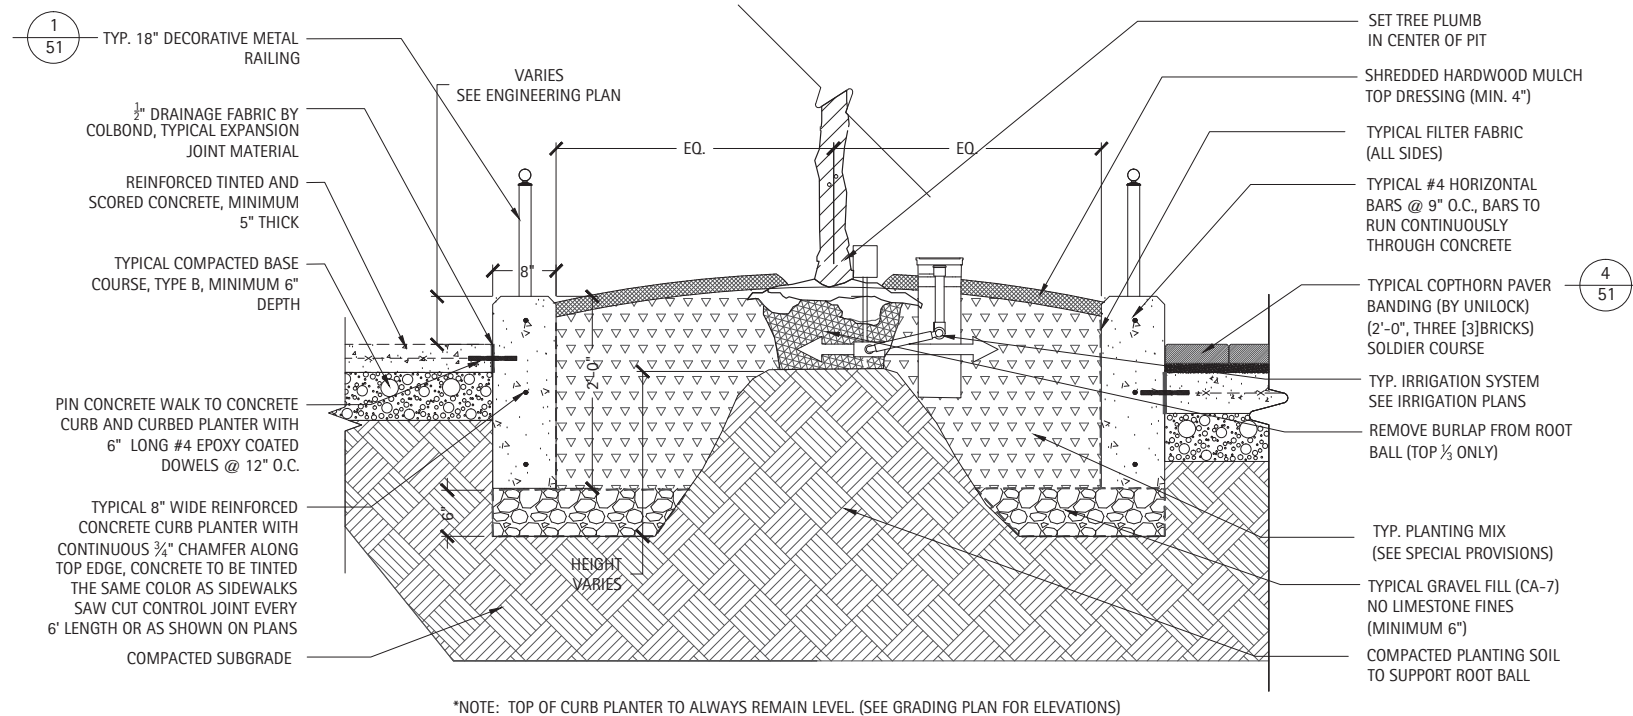 1
51
TYP. 18" DECORATIVE METAL
RAILING
VARIES
SEE ENGINEERING PLAN
½" DRAINAGE FABRIC BY
COLBOND, TYPICAL EXPANSION
JOINT MATERIAL
REINFORCED TINTED AND
SCORED CONCRETE, MINIMUM
5" THICK
TYPICAL COMPACTED BASE
COURSE, TYPE B, MINIMUM 6"
DEPTH
PIN CONCRETE WALK TO CONCRETE
CURB AND CURBED PLANTER WITH
6" LONG #4 EPOXY COATED
DOWELS @ 12" O.C.
TYPICAL 8" WIDE REINFORCED
CONCRETE CURB PLANTER WITH
CONTINUOUS ¾" CHAMFER ALONG
TOP EDGE, CONCRETE TO BE TINTED
THE SAME COLOR AS SIDEWALKS
SAW CUT CONTROL JOINT EVERY
6' LENGTH OR AS SHOWN ON PLANS
COMPACTED SUBGRADE
EQ.
EQ.
8"
2'-0"
6"
HEIGHT
VARIES
SET TREE PLUMB
IN CENTER OF PIT
SHREDDED HARDWOOD MULCH
TOP DRESSING (MIN. 4")
TYPICAL FILTER FABRIC
(ALL SIDES)
TYPICAL #4 HORIZONTAL
BARS @ 9" O.C., BARS TO
RUN CONTINUOUSLY
THROUGH CONCRETE
TYPICAL COPTHORN PAVER
BANDING (BY UNILOCK)
(2'-0", THREE [3]BRICKS)
SOLDIER COURSE
4
51
TYP. IRRIGATION SYSTEM
SEE IRRIGATION PLANS
REMOVE BURLAP FROM ROOT
BALL (TOP ⅓ ONLY)
TYP. PLANTING MIX
(SEE SPECIAL PROVISIONS)
TYPICAL GRAVEL FILL (CA-7)
NO LIMESTONE FINES
(MINIMUM 6")
COMPACTED PLANTING SOIL
TO SUPPORT ROOT BALL
*NOTE: TOP OF CURB PLANTER TO ALWAYS REMAIN LEVEL. (SEE GRADING PLAN FOR ELEVATIONS)